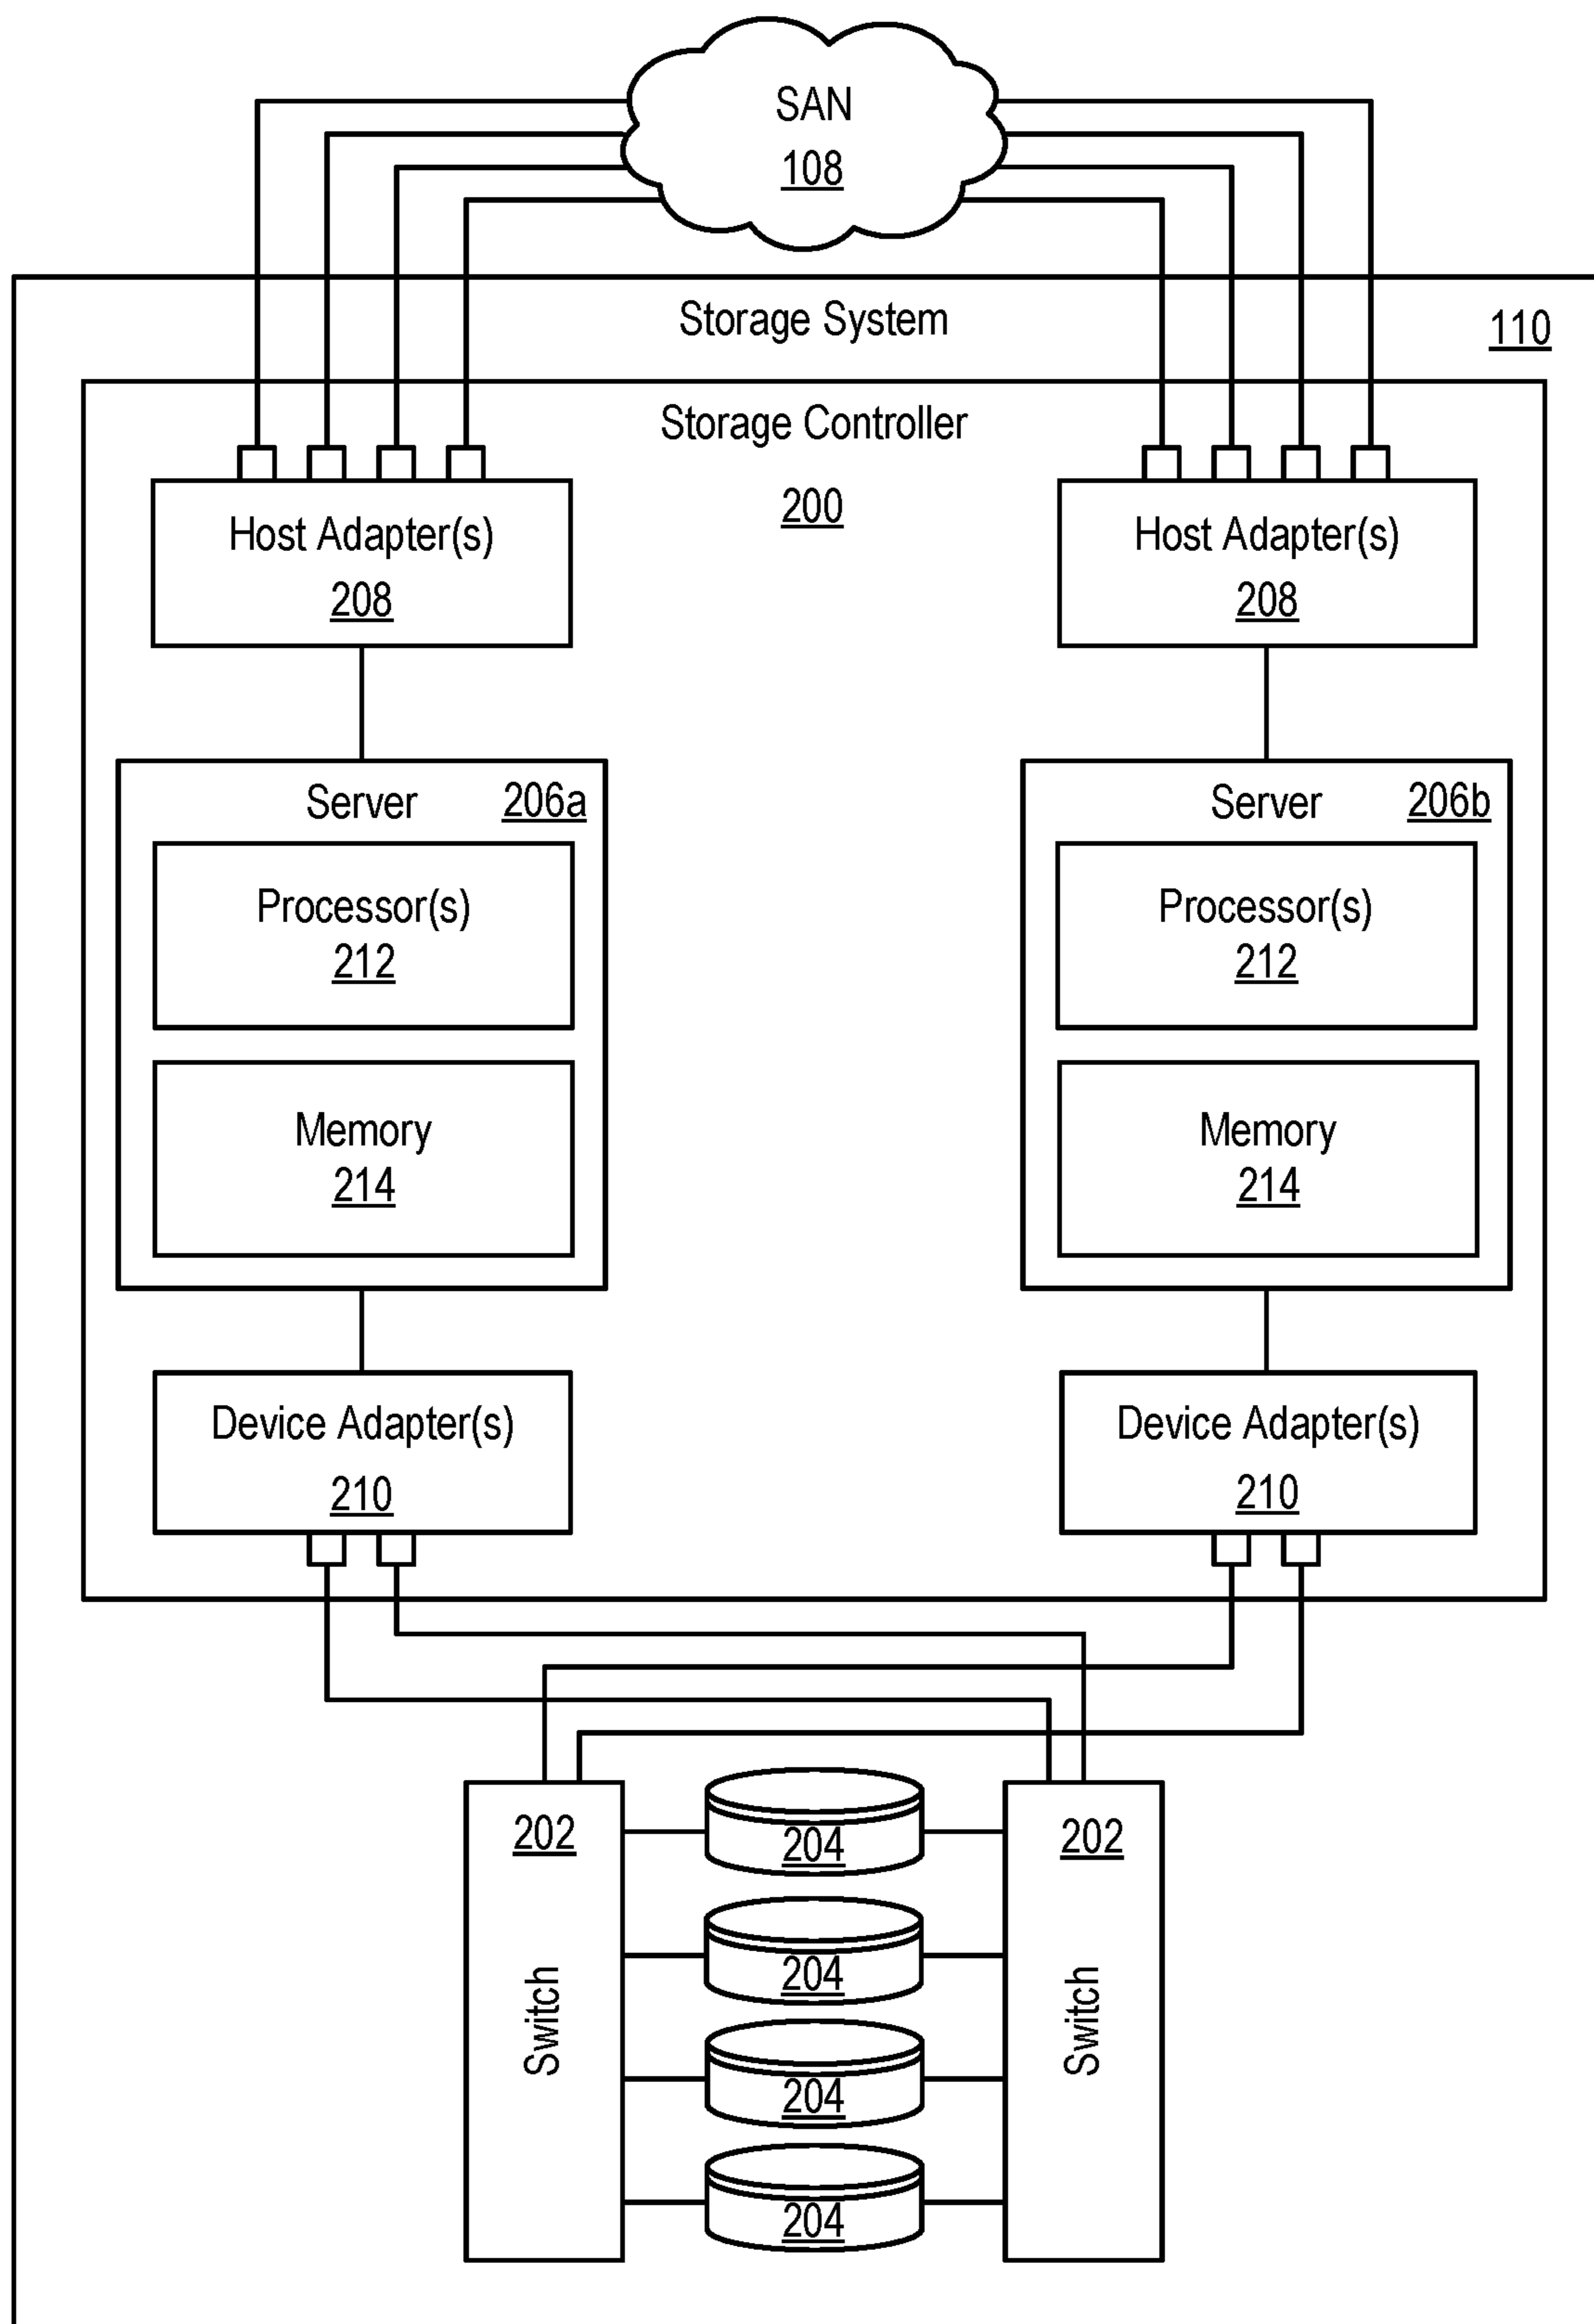 SAN
108
Storage System
110
Storage Controller
200
Host Adapter(s)
208
Host Adapter(s)
208
Server
206a
Processor(s)
212
Memory
214
Server
206b
Processor(s)
212
Memory
214
Device Adapter(s)
210
Device Adapter(s)
210
202
Switch
204
204
204
204
202
Switch